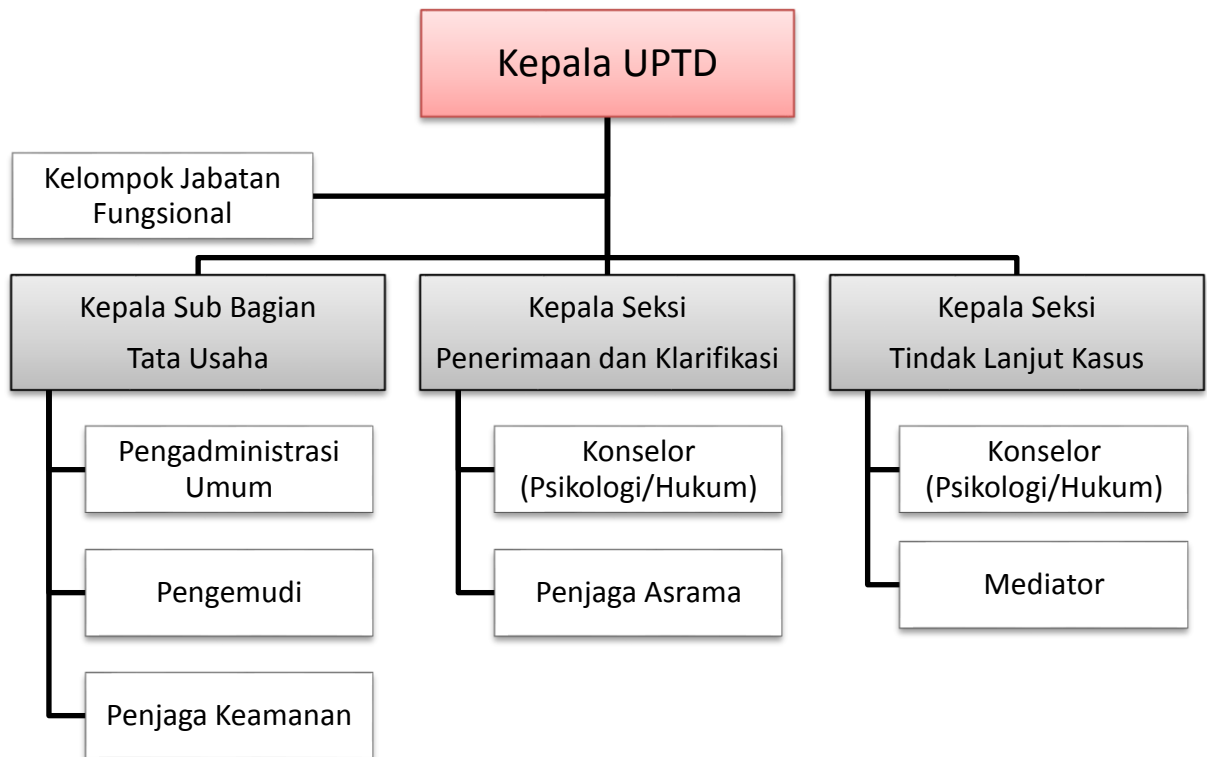 Kepala UPTD
Kelompok Jabatan
Fungsional
Kepala Sub Bagian
Tata Usaha
Kepala Seksi
Penerimaan dan Klarifikasi
Kepala Seksi
Tindak Lanjut Kasus
Pengadministrasi
Umum
Pengemudi
Penjaga Keamanan
Konselor
(Psikologi/Hukum)
Penjaga Asrama
Konselor
(Psikologi/Hukum)
Mediator